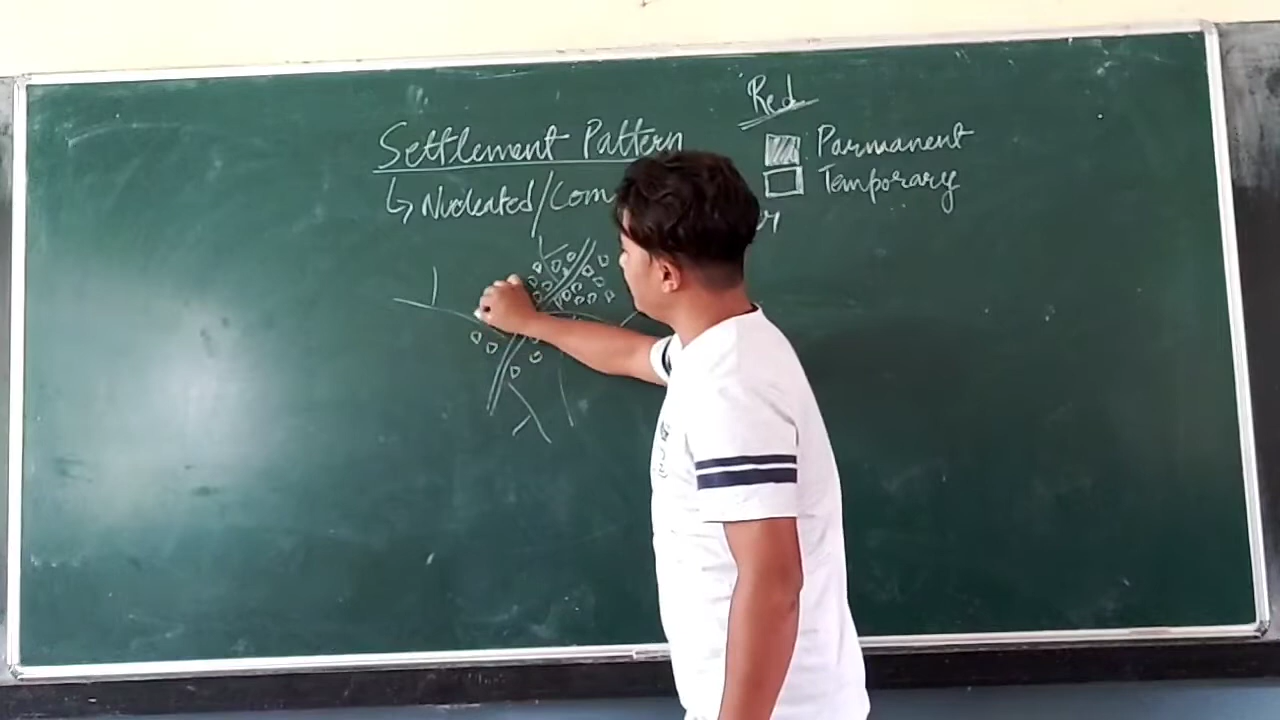 Red
Settlement Pattern
Parmanent
Temporary
↳ Nucleated/Com